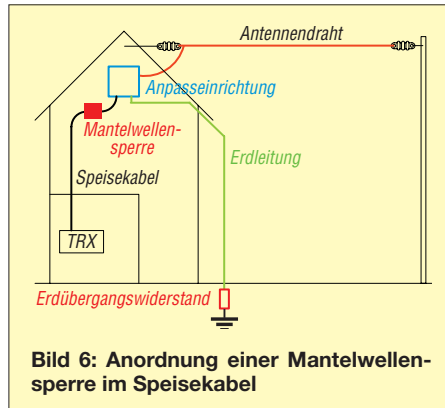 Antennendraht
Anpasseinrichtung
Mantelwellen-
sperre
Erdleitung
Speisekabel
TRX
Erdübergangswiderstand
Bild 6: Anordnung einer Mantelwellen-
sperre im Speisekabel